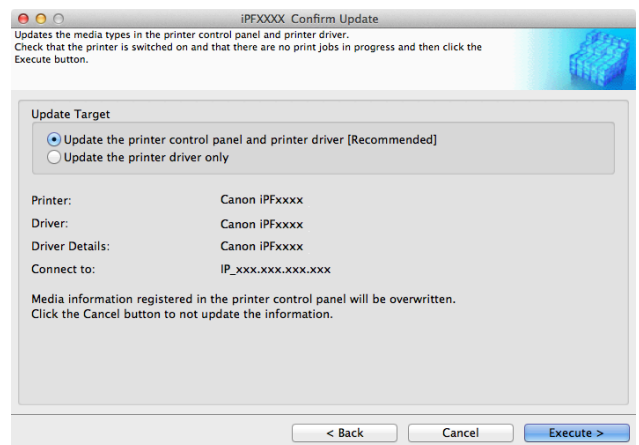 iPFXXXX Confirm Update
Updates the media types in the printer control panel and printer driver.
Check that the printer is switched on and that there are no print jobs in progress and then click the
Execute button.
Update Target
Update the printer control panel and printer driver [Recommended]
Update the printer driver only
Printer: Canon iPFxxxx
Driver: Canon iPFxxxx
Driver Details: Canon iPFxxxx
Connect to: IP_xxx.xxx.xxx.xxx
Media information registered in the printer control panel will be overwritten.
Click the Cancel button to not update the information.
< Back Cancel Execute >